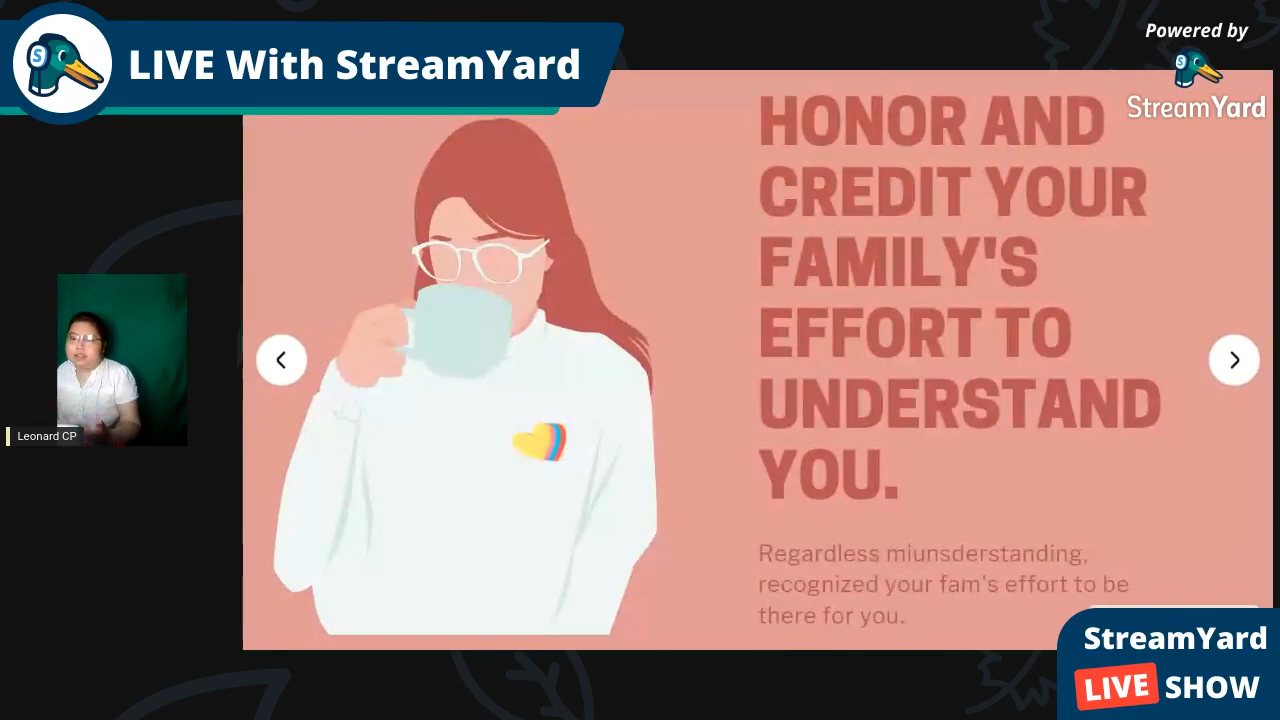 LIVE With StreamYard
Powered by
StreamYard
HONOR AND
CREDIT YOUR
FAMILY'S
EFFORT TO
UNDERSTAND
YOU.
Regardless miunsderstanding,
recognized your fam's effort to be
there for you.
Leonard CP
StreamYard
LIVE SHOW